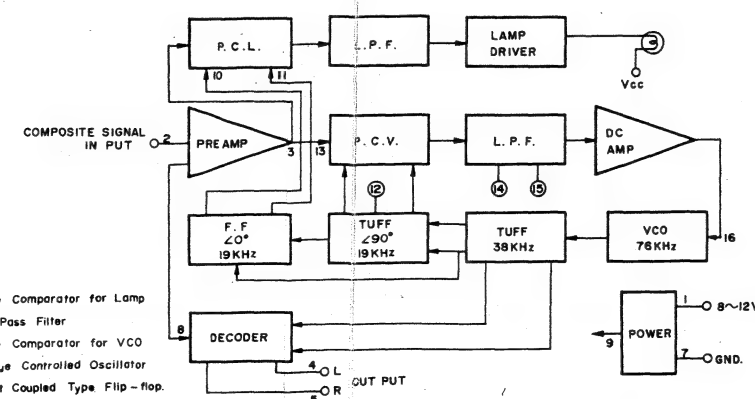 P.C.L.
L.P.F.
LAMP
DRIVER
10
11
Vcc
COMPOSITE SIGNAL
IN PUT
2
PREAMP
3
13
P.C.V.
L.P.F.
DC
AMP
12
14
15
F.F
∠0°
19KHz
TUFF
∠90°
19KHz
TUFF
38KHz
VCO
76KHz
16
Comparator for Lamp
Pass Filter
Comparator for VCO
Controlled Oscillator
Coupled Type Flip-flop.
8
DECODER
4
L
R
OUT PUT
POWER
1
8~12V
9
7
GND.